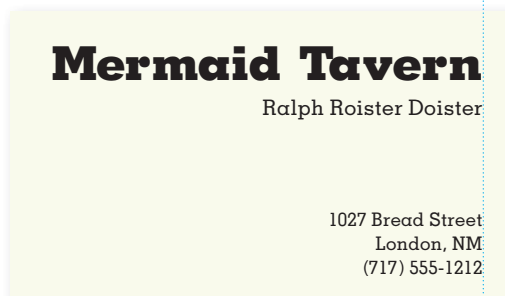 Mermaid Tavern
Ralph Roister Doister
1027 Bread Street
London, NM
(717) 555-1212